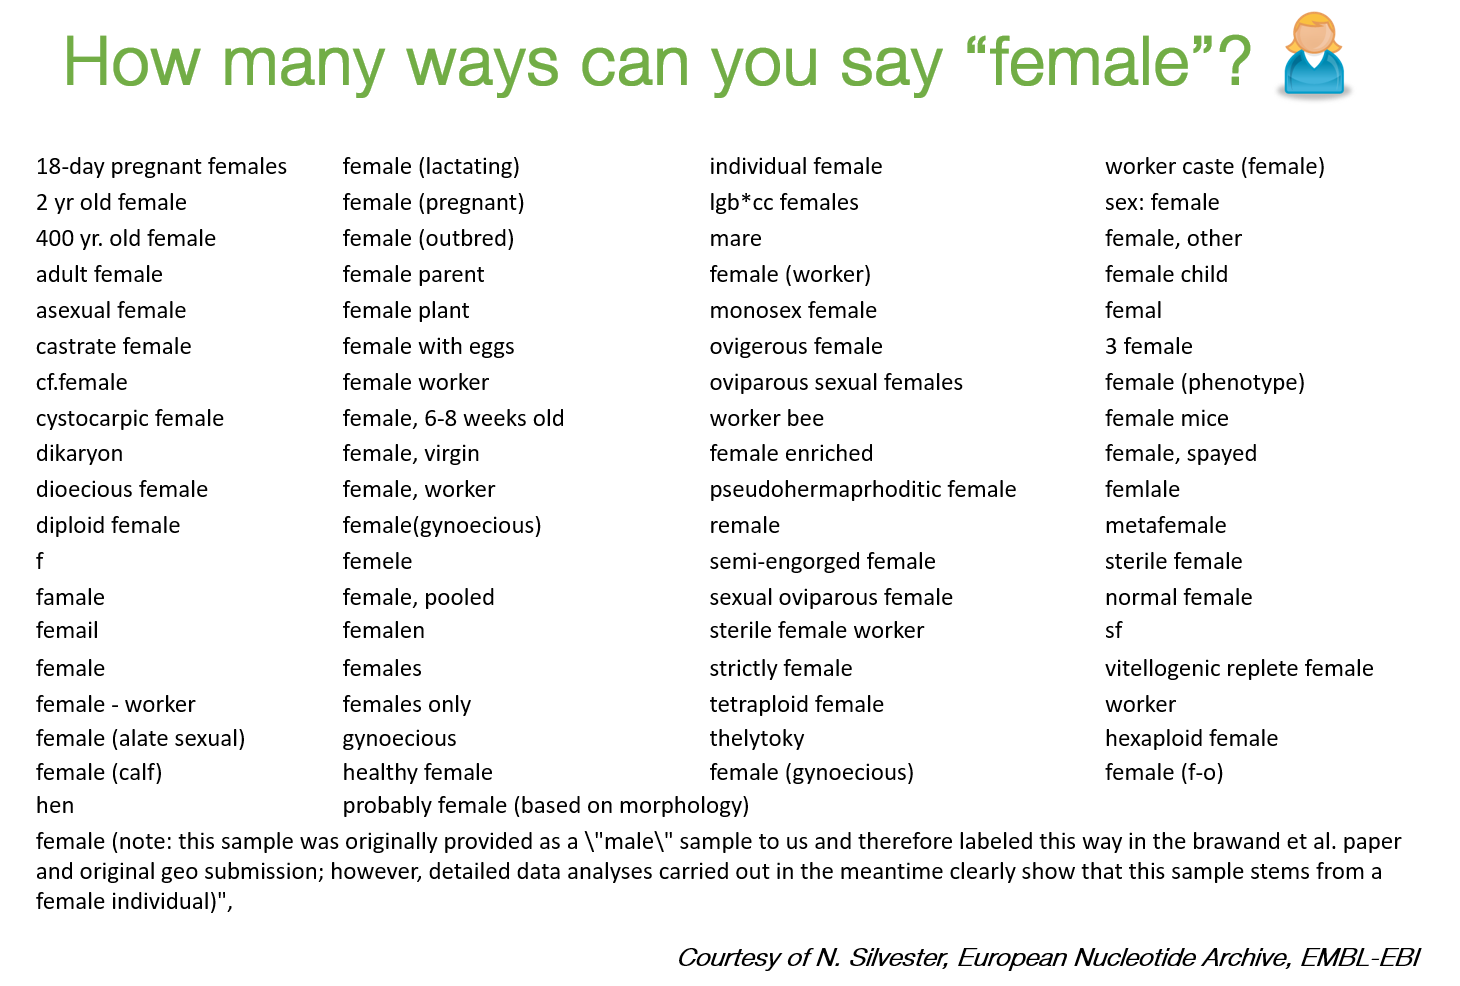 How many ways can you say “female”?
18-day pregnant females female (lactating) individual female worker caste (female)
2 yr old female female (pregnant) lgb*cc females sex: female
400 yr. old female female (outbred) mare female, other
adult female female parent female (worker) female child
asexual female female plant monosex female femal
castrate female female with eggs ovigerous female 3 female
cf.female female worker oviparous sexual females female (phenotype)
cystocarpic female female, 6-8 weeks old worker bee female mice
dikaryon female, virgin female enriched female, spayed
dioecious female female, worker pseudohermaprhoditic female femlale
diploid female female(gynoecious) remale metafemale
f femele semi-engorged female sterile female
famale female, pooled sexual oviparous female normal female
femail femalen sterile female worker sf
female females strictly female vitellogenic replete female
female - worker females only tetraploid female worker
female (alate sexual) gynoecious thelytoky hexaploid female
female (calf) healthy female female (gynoecious) female (f-o)
hen probably female (based on morphology)
female (note: this sample was originally provided as a \"male\" sample to us and therefore labeled this way in the brawand et al. paper
and original geo submission; however, detailed data analyses carried out in the meantime clearly show that this sample stems from a
female individual)",
Courtesy of N. Silvester, European Nucleotide Archive, EMBL-EBI